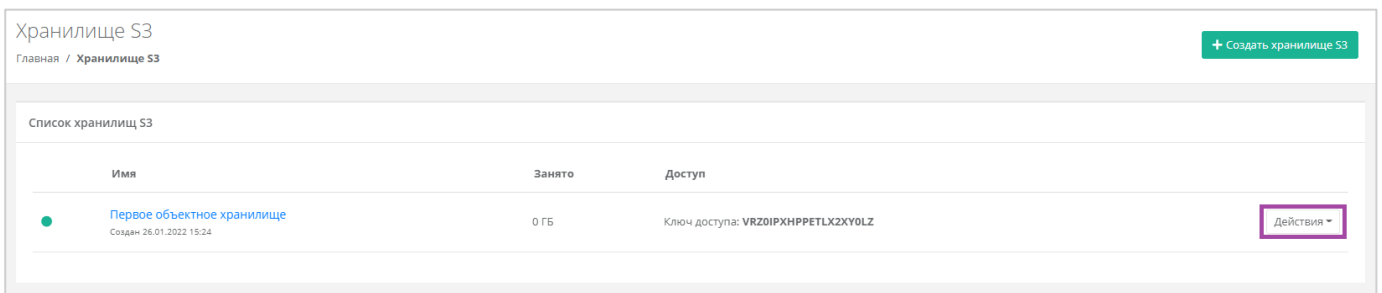 Хранилище S3
Главная / Хранилище S3
+ Создать хранилище S3
Список хранилищ S3
Имя Занято Доступ
Первое объектное хранилище 0 ГБ Ключ доступа: VRZ0IPXHPPETLX2XY0LZ Действия
Создан 26.01.2022 15:24